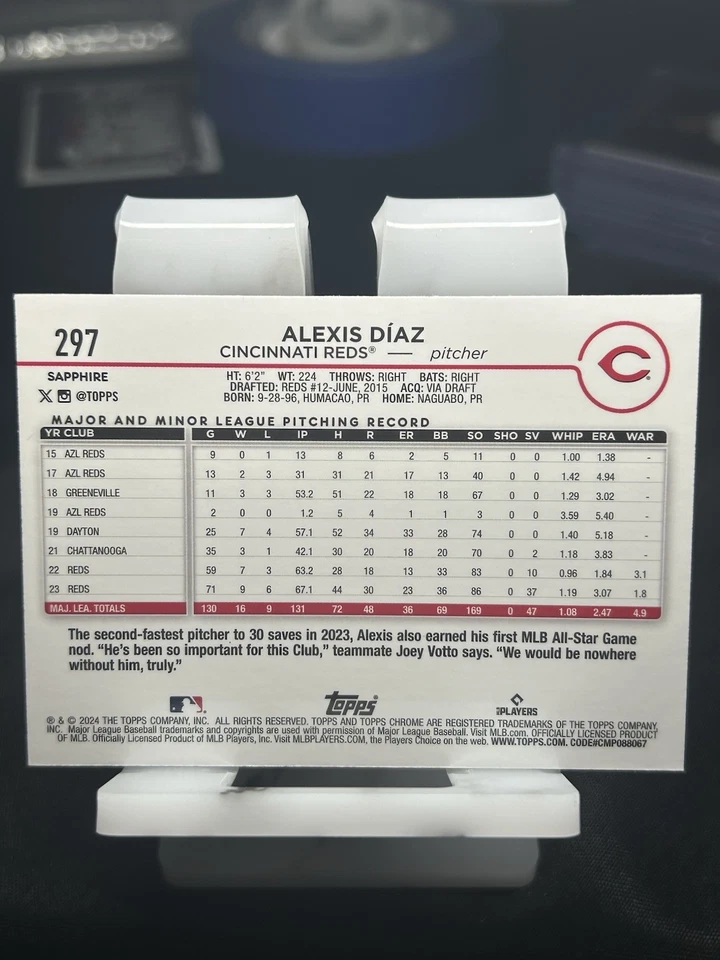 297
ALEXIS DÍAZ
CINCINNATI REDS® — pitcher
C
SAPPHIRE
X @TOPPS
HT: 6'2" WT: 224 THROWS: RIGHT BATS: RIGHT
DRAFTED: REDS #12-JUNE, 2015 ACQ: VIA DRAFT
BORN: 9-28-96, HUMACAO, PR HOME: NAGUABO, PR
MAJOR AND MINOR LEAGUE PITCHING RECORD
YR CLUB G W L IP H R ER BB SO SHO SV WHIP ERA WAR
15 AZL REDS 9 0 1 13 8 6 2 5 11 0 0 1.00 1.38 -
17 AZL REDS 13 2 3 31 31 21 17 13 40 0 0 1.42 4.94 -
18 GREENEVILLE 11 3 3 53.2 51 22 18 18 67 0 0 1.29 3.02 -
19 AZL REDS 2 0 0 1.2 5 4 1 1 3 0 0 3.59 5.40 -
19 DAYTON 25 7 4 57.1 52 34 33 28 74 0 0 1.40 5.18 -
21 CHATTANOOGA 35 3 1 42.1 30 20 18 20 70 0 2 1.18 3.83 -
22 REDS 59 7 3 63.2 28 18 13 33 83 0 10 0.96 1.84 3.1
23 REDS 71 9 6 67.1 44 30 23 36 86 0 37 1.19 3.07 1.8
MAJ. LEA. TOTALS 130 16 9 131 72 48 36 69 169 0 47 1.08 2.47 4.9
The second-fastest pitcher to 30 saves in 2023, Alexis also earned his first MLB All-Star Game
nod. "He's been so important for this Club," teammate Joey Votto says. "We would be nowhere
without him, truly."
Topps
PLAYERS
® & © 2024 THE TOPPS COMPANY, INC. ALL RIGHTS RESERVED. TOPPS AND TOPPS CHROME ARE REGISTERED TRADEMARKS OF THE TOPPS COMPANY,
INC. Major League Baseball trademarks and copyrights are used with permission of Major League Baseball. Visit MLB.com. OFFICIALLY LICENSED PRODUCT
OF MLB. Officially Licensed Product of MLB Players, Inc. Visit MLBPLAYERS.COM, the Players Choice on the web. WWW.TOPPS.COM. CODE#CMP088067